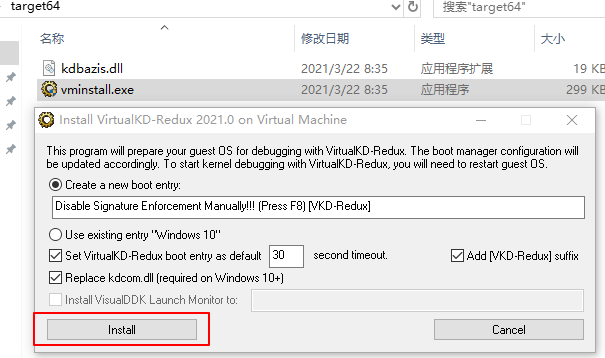 target64
搜索"target64"
名称
修改日期
类型
大小
kdbazis.dll
2021/3/22 8:35
应用程序扩展
19 KB
vminstall.exe
2021/3/22 8:35
应用程序
299 KB
Install VirtualKD-Redux 2021.0 on Virtual Machine
This program will prepare your guest OS for debugging with VirtualKD-Redux. The boot manager configuration
will be updated accordingly. To start kernel debugging with VirtualKD-Redux, you will need to restart guest OS.
Create a new boot entry:
Disable Signature Enforcement Manually!!! (Press F8) [VKD-Redux]
Use existing entry "Windows 10"
Set VirtualKD-Redux boot entry as default
30
second timeout.
Add [VKD-Redux] suffix
Replace kdcom.dll (required on Windows 10+)
Install VisualDDK Launch Monitor to:
Install
Cancel